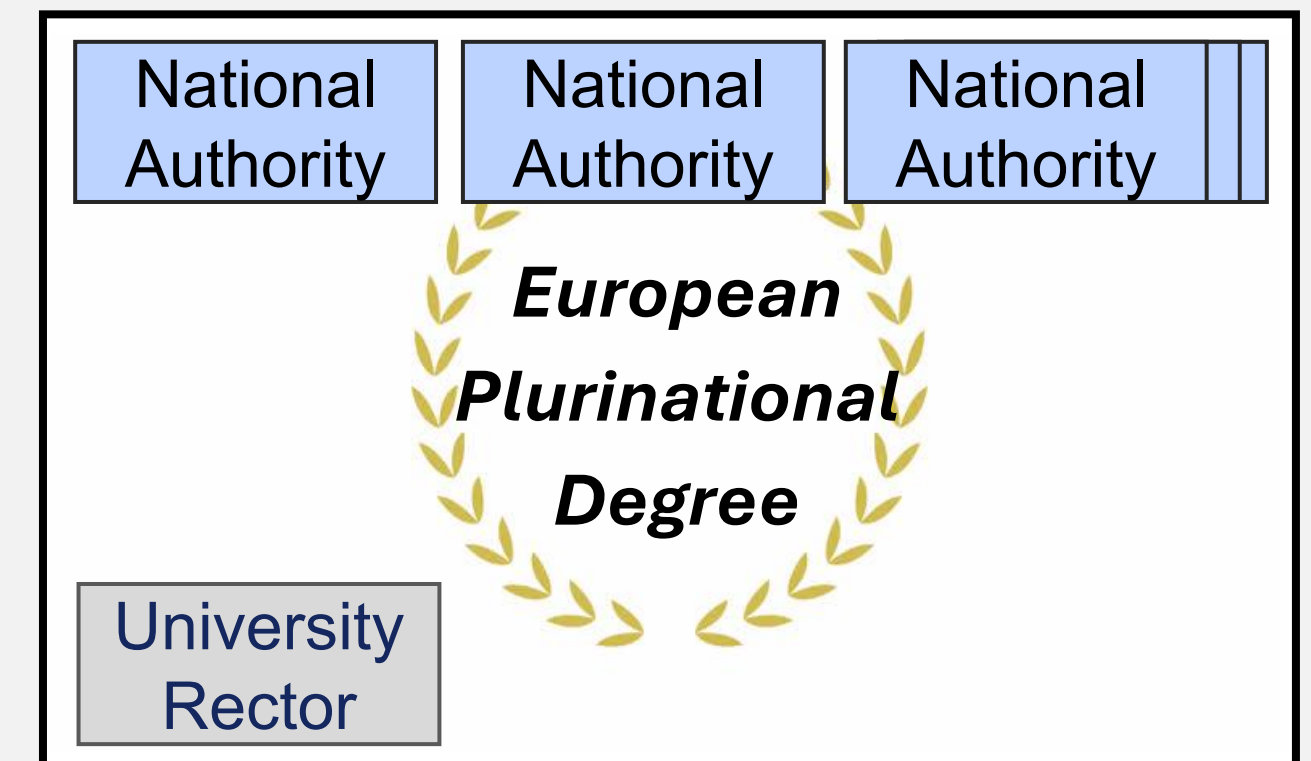 National
Authority
National
Authority
National
Authority
European
Plurinational
Degree
University
Rector